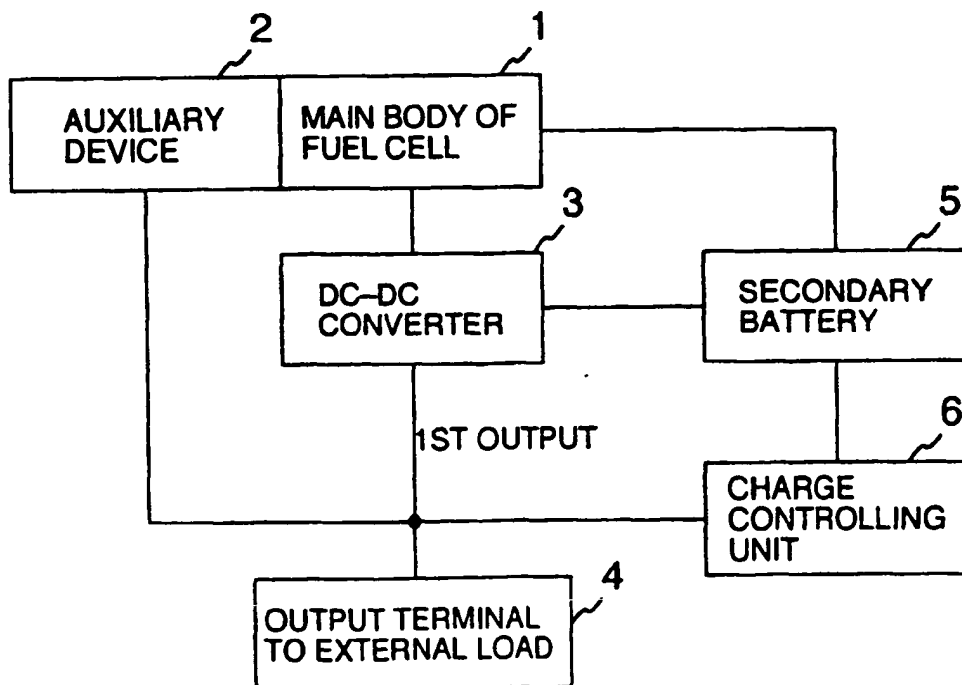 2
1
AUXILIARY
DEVICE
MAIN BODY OF
FUEL CELL
3
5
DC–DC
CONVERTER
SECONDARY
BATTERY
1ST OUTPUT
6
CHARGE
CONTROLLING
UNIT
4
OUTPUT TERMINAL
TO EXTERNAL LOAD